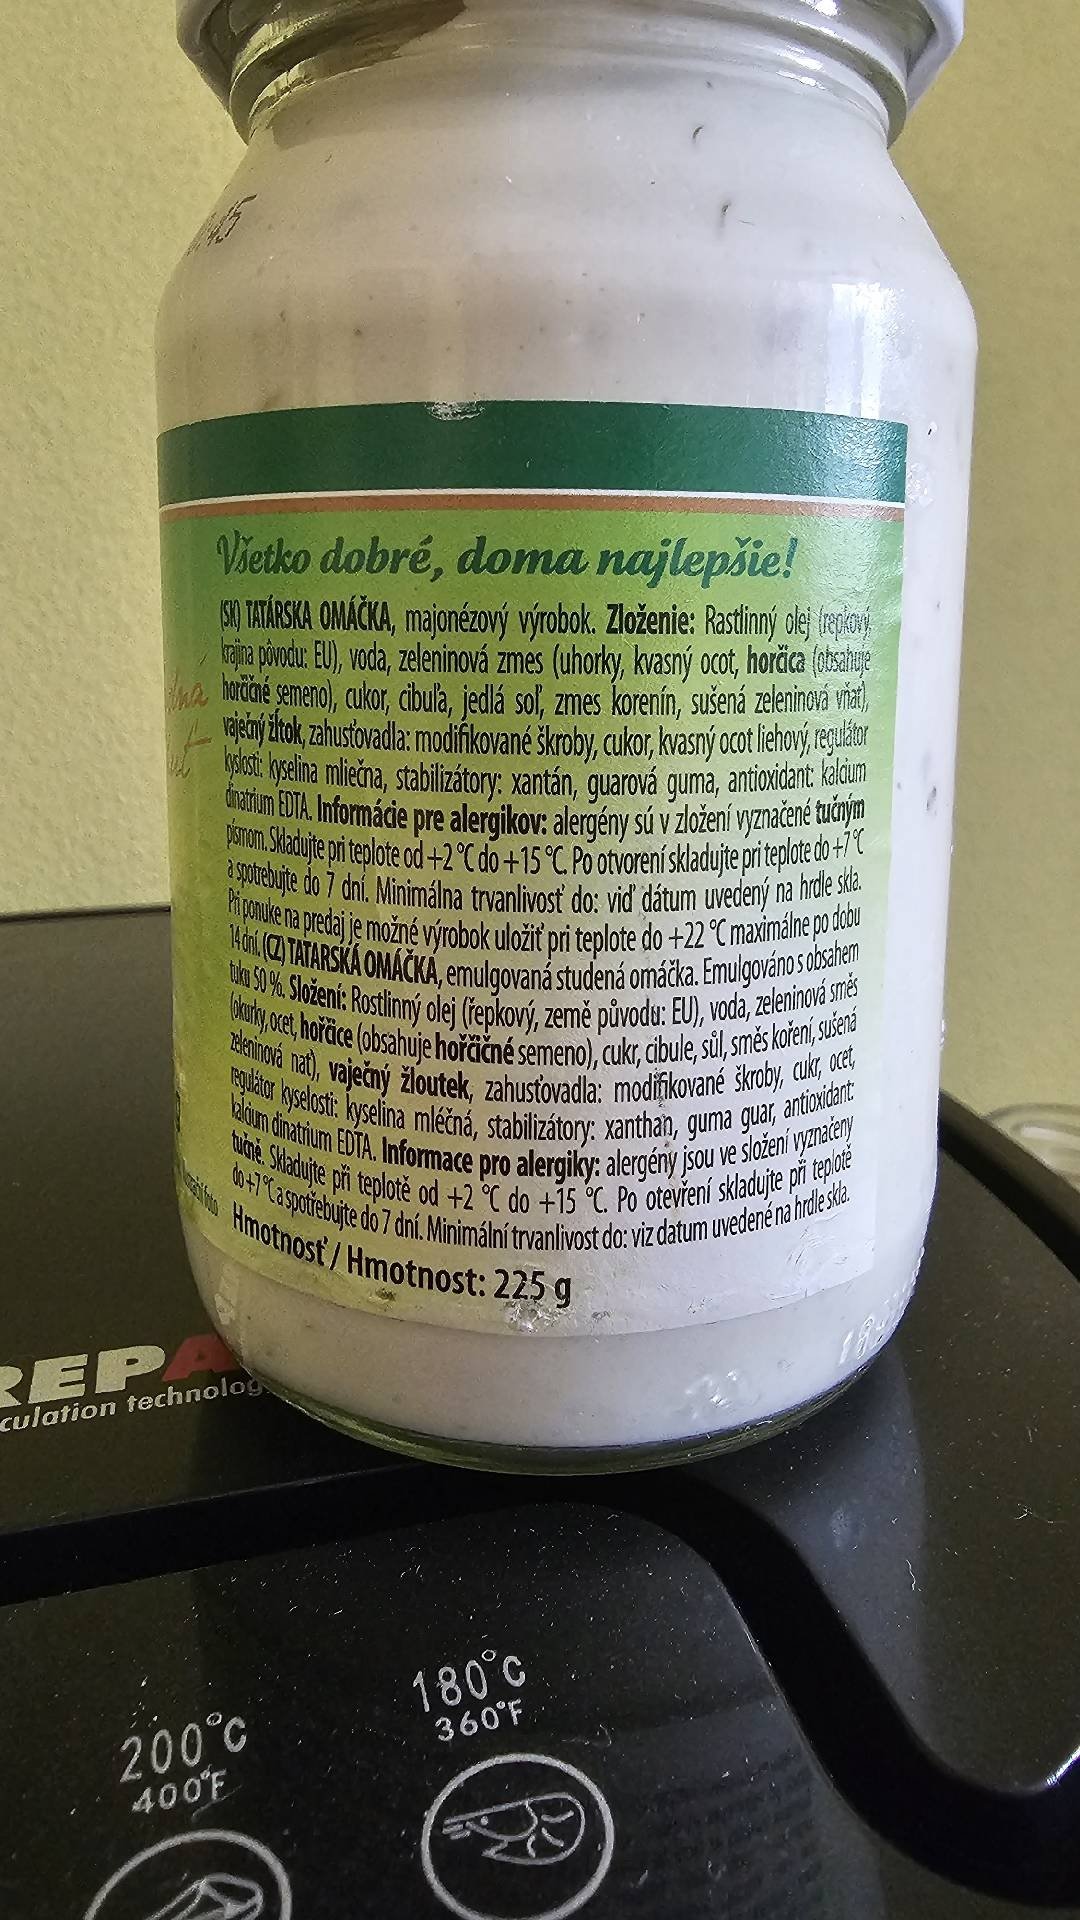 45
Všetko dobré, doma najlepšie!
(SK) TATÁRSKA OMÁČKA, majonézový výrobok. Zloženie: Rastlinný olej (repkový,
krajina pôvodu: EU), voda, zeleninová zmes (uhorky, kvasný ocot, horčica (obsahuje
horčičné semeno), cukor, cibuľa, jedlá soľ, zmes korenín, sušená zeleninová vňať),
vaječný žĺtok, zahusťovadla: modifikované škroby, cukor, kvasný ocot liehový, regulátor
kyslosti: kyselina mliečna, stabilizátory: xantán, guarová guma, antioxidant: kalcium
dinatrium EDTA. Informácie pre alergikov: alergény sú v zložení vyznačené tučným
písmom. Skladujte pri teplote od +2 °C do +15 °C. Po otvorení skladujte pri teplote do +7 °C
a spotrebujte do 7 dní. Minimálna trvanlivosť do: viď dátum uvedený na hrdle skla.
Pri ponuke na predaj je možné výrobok uložiť pri teplote do +22 °C maximálne po dobu
14 dní. (CZ) TATARSKÁ OMÁČKA, emulgovaná studená omáčka. Emulgováno s obsahem
tuku 50 %. Složení: Rostlinný olej (řepkový, země původu: EU), voda, zeleninová směs
(okurky, ocet, hořčice (obsahuje hořčičné semeno), cukr, cibule, sůl, směs koření, sušená
zeleninová nať), vaječný žloutek, zahusťovadla: modifikované škroby, cukr, ocet,
regulátor kyselosti: kyselina mléčná, stabilizátory: xanthan, guma guar, antioxidant:
kalcium dinatrium EDTA. Informace pro alergiky: alergény jsou ve složení vyznačeny
tučně. Skladujte při teplotě od +2 °C do +15 °C. Po otevření skladujte při teplotě
do +7 °C a spotřebujte do 7 dní. Minimální trvanlivost do: viz datum uvedené na hrdle skla.
Hmotnosť / Hmotnost: 225 g
foto
REPA
culation technolog
180°C
360°F
200°C
400°F